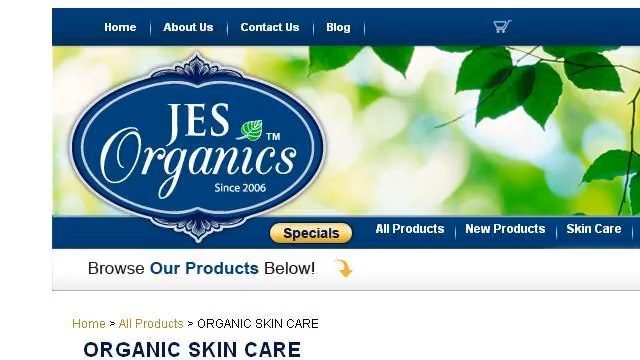 Home About Us Contact Us Blog
JES
Organics TM
Since 2006
Specials All Products New Products Skin Care
Browse Our Products Below!
Home > All Products > ORGANIC SKIN CARE
ORGANIC SKIN CARE